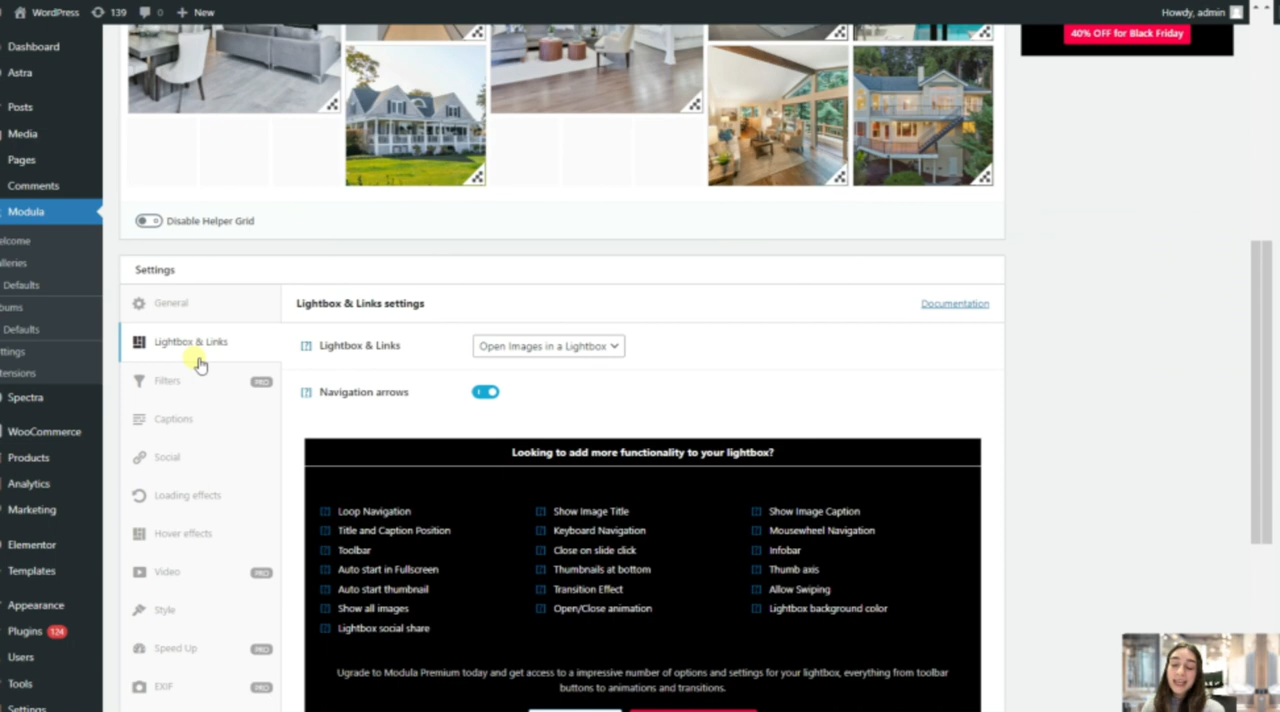 WordPress 139 0 + New Howdy, admin
40% OFF for Black Friday
Dashboard
Astra
Posts
Media
Pages
Comments
Modula
elcome
lleries
Defaults
bums
Defaults
ttings
tensions
Spectra
WooCommerce
Products
Analytics
Marketing
Elementor
Templates
Appearance
Plugins 124
Users
Tools
Settings
Disable Helper Grid
Settings
General
Lightbox & Links
Filters PRO
Captions
Social
Loading effects
Hover effects
Video PRO
Style
Speed Up PRO
EXIF PRO
Lightbox & Links settings Documentation
[?] Lightbox & Links Open Images in a Lightbox
[?] Navigation arrows
Looking to add more functionality to your lightbox?
[?] Loop Navigation [?] Show Image Title [?] Show Image Caption
[?] Title and Caption Position [?] Keyboard Navigation [?] Mousewheel Navigation
[?] Toolbar [?] Close on slide click [?] Infobar
[?] Auto start in Fullscreen [?] Thumbnails at bottom [?] Thumb axis
[?] Auto start thumbnail [?] Transition Effect [?] Allow Swiping
[?] Show all images [?] Open/Close animation [?] Lightbox background color
[?] Lightbox social share
Ugrade to Modula Premium today and get access to a impressive number of options and settings for your lightbox, everything from toolbar
buttons to animations and transitions.